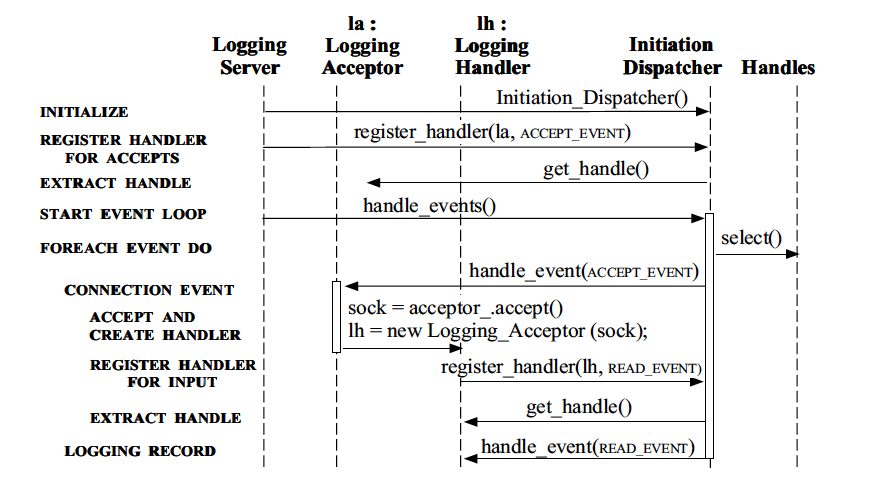 la :
lh :
Logging
Logging
Logging
Initiation
Server
Acceptor
Handler
Dispatcher
Handles
INITIALIZE
Initiation_Dispatcher()
REGISTER HANDLER
FOR ACCEPTS
register_handler(la, ACCEPT_EVENT)
EXTRACT HANDLE
get_handle()
START EVENT LOOP
handle_events()
FOREACH EVENT DO
select()
handle_event(ACCEPT_EVENT)
CONNECTION EVENT
ACCEPT AND
CREATE HANDLER
sock = acceptor_.accept()
lh = new Logging_Acceptor (sock);
REGISTER HANDLER
FOR INPUT
register_handler(lh, READ_EVENT)
EXTRACT HANDLE
get_handle()
LOGGING RECORD
handle_event(READ_EVENT)